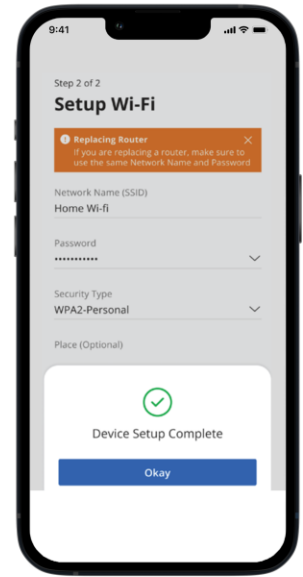 9:41
Step 2 of 2
Setup Wi-Fi
Replacing Router
If you are replacing a router, make sure to
use the same Network Name and Password
Network Name (SSID)
Home Wi-fi
Password
•••••••••••
Security Type
WPA2-Personal
Place (Optional)
Device Setup Complete
Okay